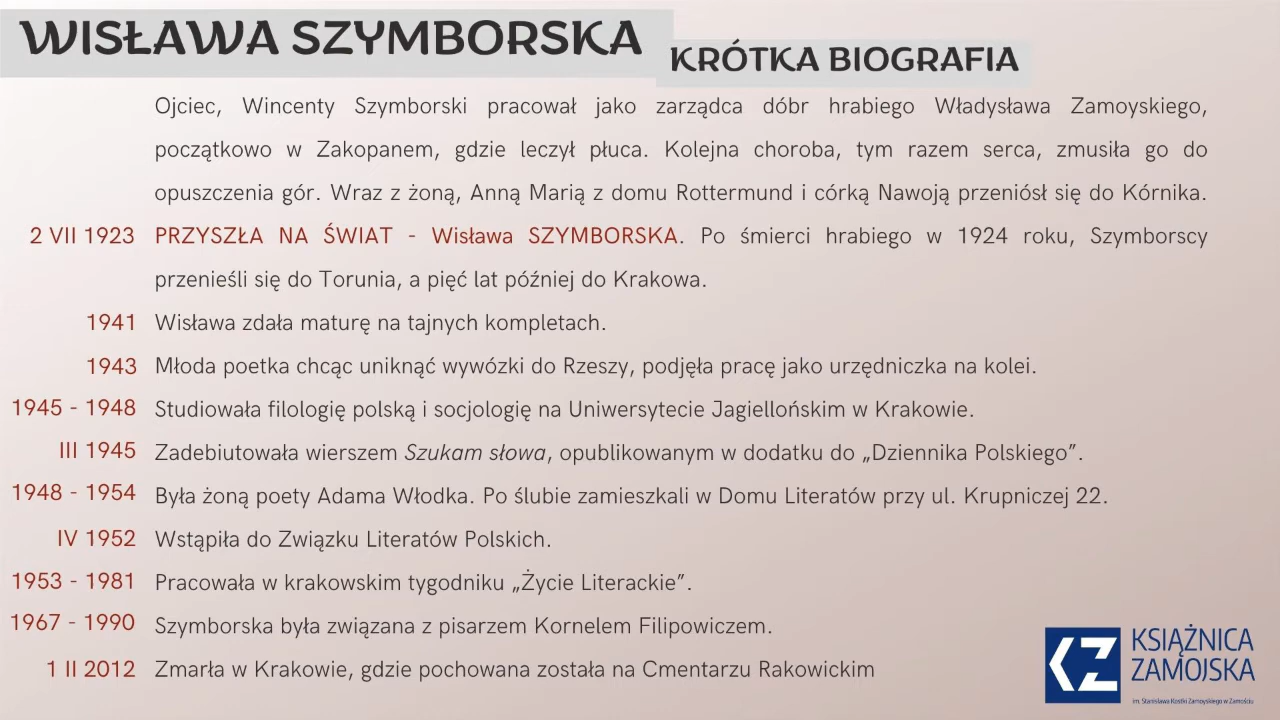 WISŁAWA SZYMBORSKA
KRÓTKA BIOGRAFIA
Ojciec, Wincenty Szymborski pracował jako zarządca dóbr hrabiego Władysława Zamoyskiego,
początkowo w Zakopanem, gdzie leczył płuca. Kolejna choroba, tym razem serca, zmusiła go do
opuszczenia gór. Wraz z żoną, Anną Marią z domu Rottermund i córką Nawoją przeniósł się do Kórnika.
2 VII 1923 PRZYSZŁA NA ŚWIAT - Wisława SZYMBORSKA. Po śmierci hrabiego w 1924 roku, Szymborscy
przenieśli się do Torunia, a pięć lat później do Krakowa.
1941 Wisława zdała maturę na tajnych kompletach.
1943 Młoda poetka chcąc uniknąć wywózki do Rzeszy, podjęła pracę jako urzędniczka na kolei.
1945 - 1948 Studiowała filologię polską i socjologię na Uniwersytecie Jagiellońskim w Krakowie.
III 1945 Zadebiutowała wierszem Szukam słowa, opublikowanym w dodatku do „Dziennika Polskiego”.
1948 - 1954 Była żoną poety Adama Włodka. Po ślubie zamieszkali w Domu Literatów przy ul. Krupniczej 22.
IV 1952 Wstąpiła do Związku Literatów Polskich.
1953 - 1981 Pracowała w krakowskim tygodniku „Życie Literackie”.
1967 - 1990 Szymborska była związana z pisarzem Kornelem Filipowiczem.
1 II 2012 Zmarła w Krakowie, gdzie pochowana została na Cmentarzu Rakowickim
KSIĄŻNICA
ZAMOJSKA
im. Stanisława Kostki Zamoyskiego w Zamościu